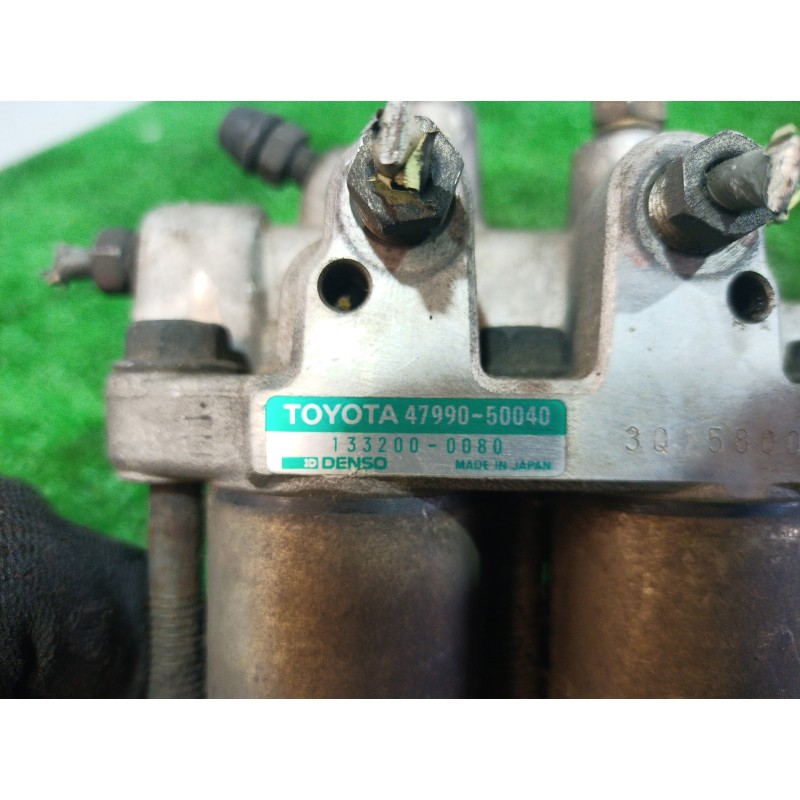 TOYOTA 47990-50040
133200-0080
DENSO MADE IN JAPAN